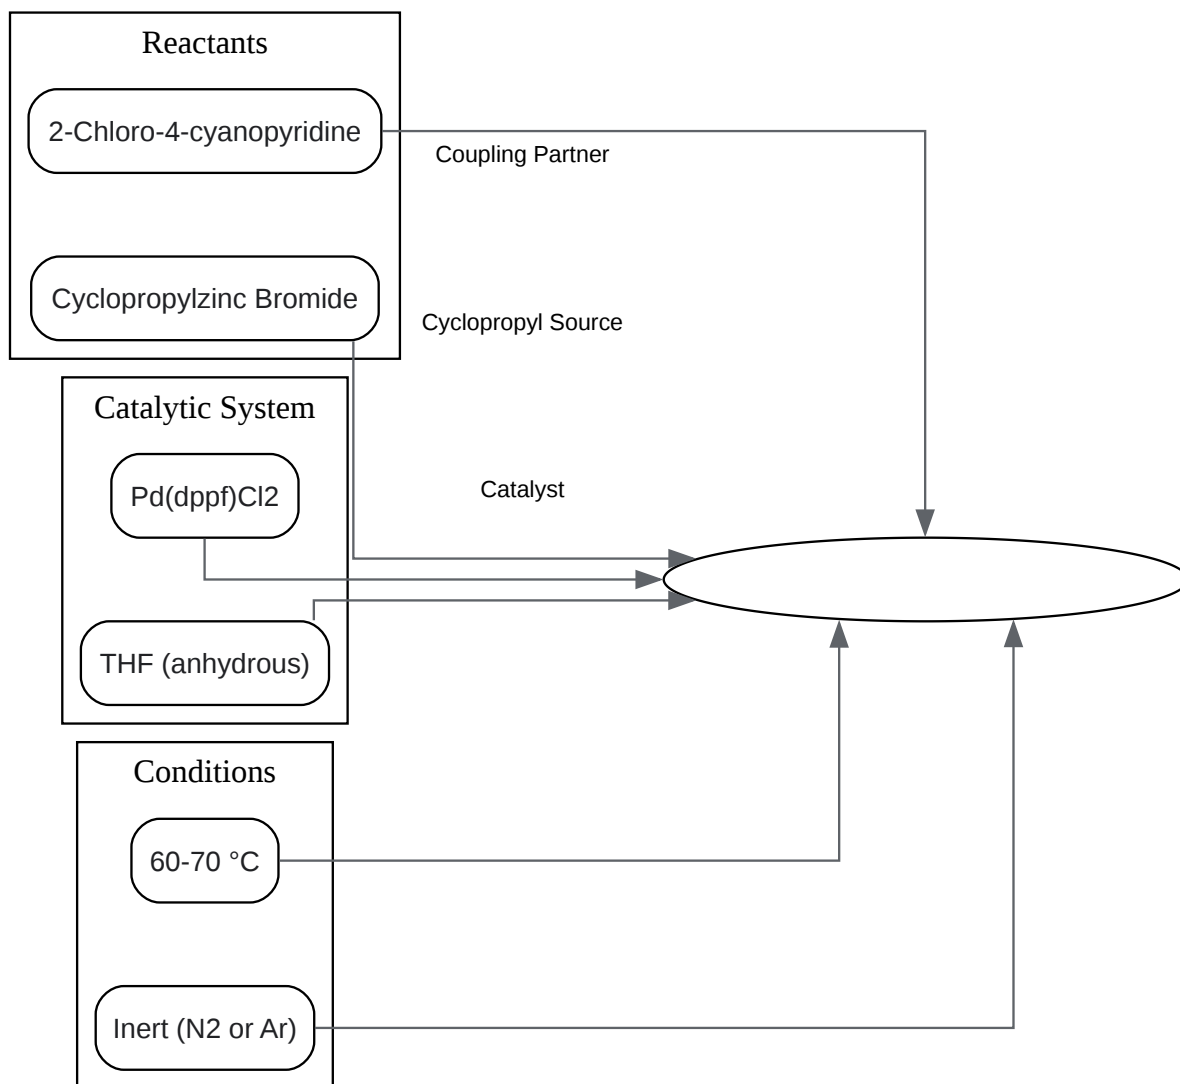 Reactants
2-Chloro-4-cyanopyridine
Coupling Partner
Cyclopropylzinc Bromide
Cyclopropyl Source
Catalytic System
Pd(dppf)Cl2
Catalyst
THF (anhydrous)
Conditions
60-70 °C
Inert (N2 or Ar)